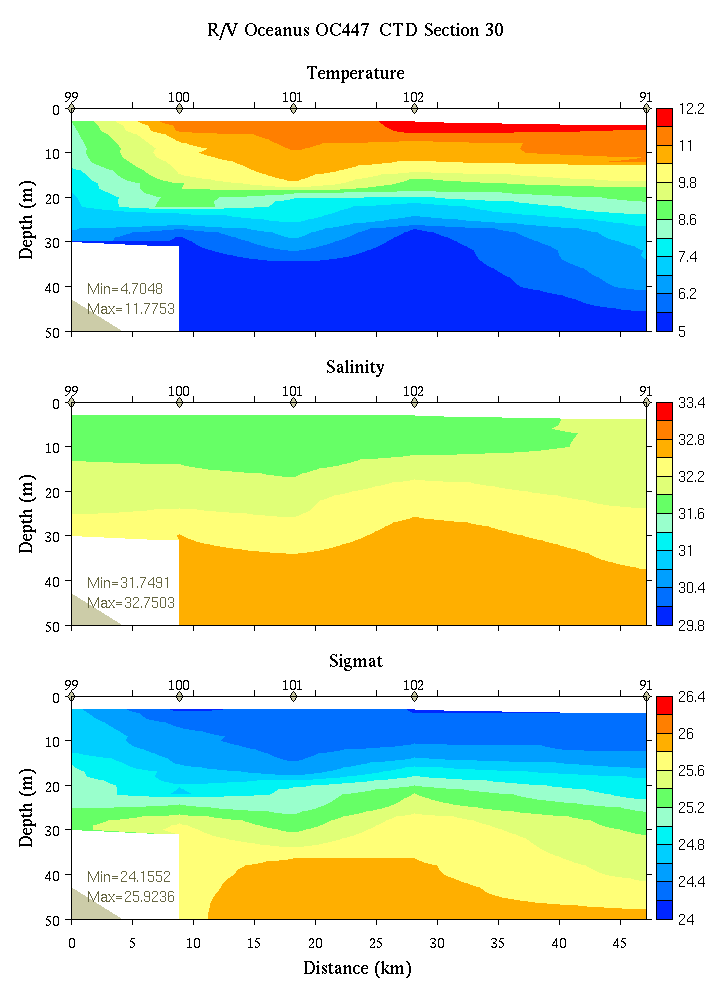 R/V Oceanus OC447  CTD Section 30
Temperature
99 100 101 102 91
0 10 20 30 40 50
Depth (m)
Min=4.7048
Max=11.7753
12.2 11 9.8 8.6 7.4 6.2 5
Salinity
99 100 101 102 91
0 10 20 30 40 50
Depth (m)
Min=31.7491
Max=32.7503
33.4 32.8 32.2 31.6 31 30.4 29.8
Sigmat
99 100 101 102 91
0 10 20 30 40 50
Depth (m)
Min=24.1552
Max=25.9236
26.4 26 25.6 25.2 24.8 24.4 24
0 5 10 15 20 25 30 35 40 45
Distance (km)